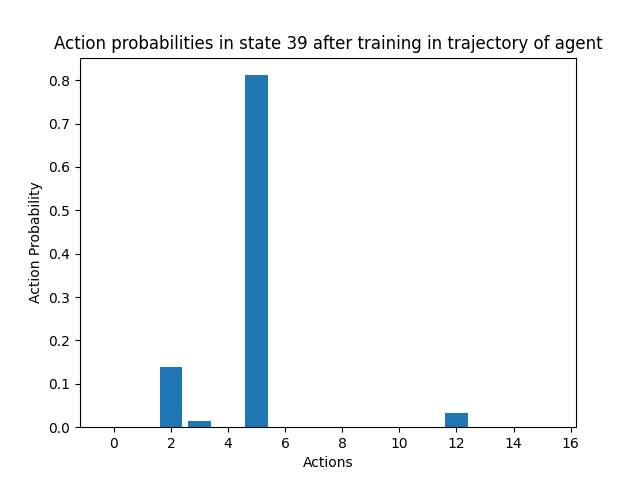 Action probabilities in state 39 after training in trajectory of agent
0.8
0.7
0.6
0.5
0.4
0.3
0.2
0.1
0.0
Action Probability
0 2 4 6 8 10 12 14 16
Actions